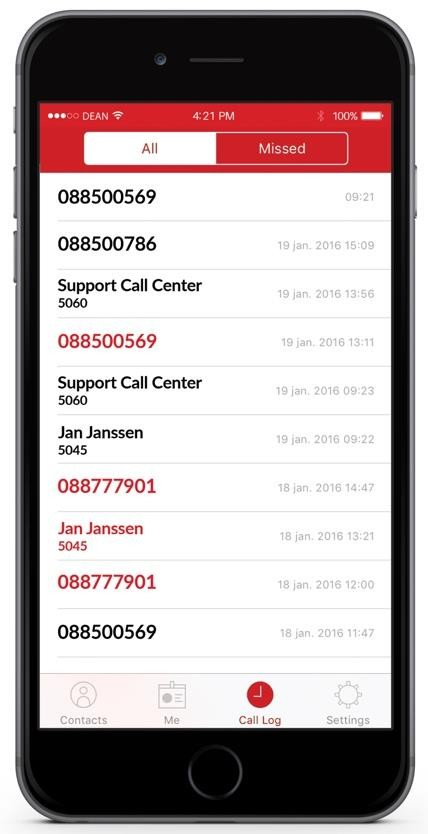 DEAN 4:21 PM 100%
All Missed
088500569 09:21
088500786 19 jan. 2016 15:09
Support Call Center
5060 19 jan. 2016 13:56
088500569 19 jan. 2016 13:11
Support Call Center
5060 19 jan. 2016 09:23
Jan Janssen
5045 19 jan. 2016 09:22
088777901 18 jan. 2016 14:47
Jan Janssen
5045 18 jan. 2016 13:21
088777901 18 jan. 2016 12:00
088500569 18 jan. 2016 11:47
Contacts Me Call Log Settings